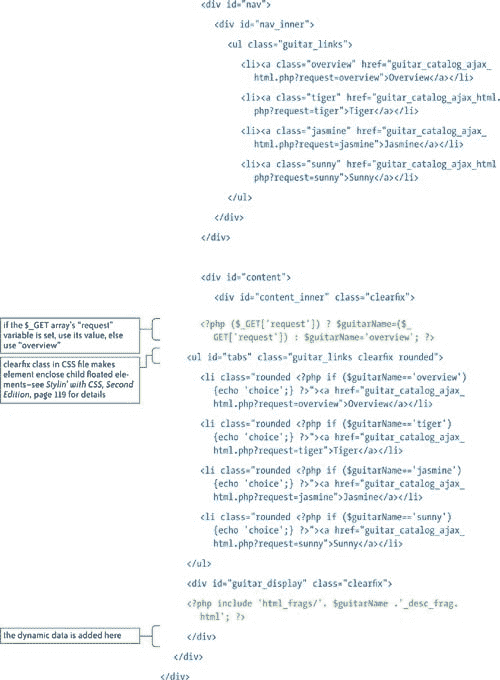 <div id="nav">
<div id="nav_inner">
<ul class="guitar_links">
<li><a class="overview" href="guitar_catalog_ajax_
html.php?request=overview">Overview</a></li>
<li><a class="tiger" href="guitar_catalog_ajax_html.
php?request=tiger">Tiger</a></li>
<li><a class="jasmine" href="guitar_catalog_ajax_
html.php?request=jasmine">Jasmine</a></li>
<li><a class="sunny" href="guitar_catalog_ajax_html
php?request=sunny">Sunny</a></li>
</ul>
</div>
</div>
<div id="content">
<div id="content_inner" class="clearfix">
if the $_GET array's "request"
variable is set, use its value, else
use "overview"
<?php ($_GET['request']) ? $guitarName=($_
GET['request']) : $guitarName='overview'; ?>
clearfix class in CSS file makes
element enclose child floated ele-
ments—see Stylin' with CSS, Second
Edition, page 119 for details
<ul id="tabs" class="guitar_links clearfix rounded">
<li class="rounded <?php if ($guitarName=='overview')
{echo 'choice';} ?>"><a href="guitar_catalog_ajax_
html.php?request=overview">Overview</a></li>
<li class="rounded <?php if ($guitarName=='tiger')
{echo 'choice';} ?>"><a href="guitar_catalog_ajax_
html.php?request=tiger">Tiger</a></li>
<li class="rounded <?php if ($guitarName=='jasmine')
{echo 'choice';} ?>"><a href="guitar_catalog_ajax_
html.php?request=jasmine">Jasmine</a></li>
<li class="rounded <?php if ($guitarName=='sunny')
{echo 'choice';} ?>"><a href="guitar_catalog_ajax_
html.php?request=sunny">Sunny</a></li>
</ul>
<div id="guitar_display" class="clearfix">
<?php include 'html_frags/'. $guitarName .'_desc_frag.
html'; ?>
the dynamic data is added here
</div>
</div>
</div>